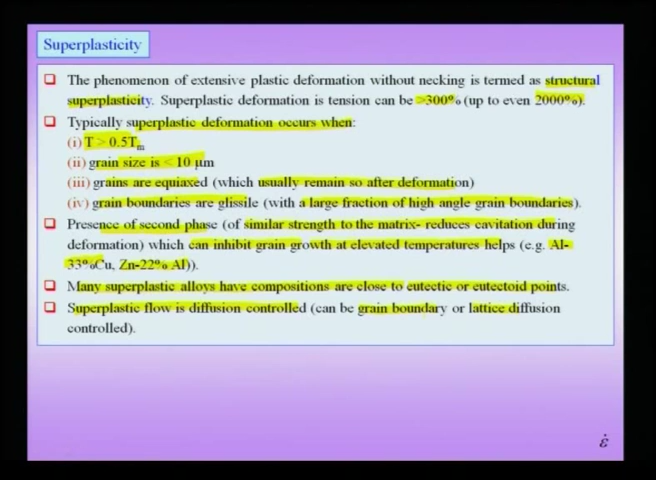 Superplasticity
❑ The phenomenon of extensive plastic deformation without necking is termed as structural
superplasticity. Superplastic deformation is tension can be >300% (up to even 2000%).
❑ Typically superplastic deformation occurs when:
(i) T > 0.5Tm
(ii) grain size is < 10 μm
(iii) grains are equiaxed (which usually remain so after deformation)
(iv) grain boundaries are glissile (with a large fraction of high angle grain boundaries).
❑ Presence of second phase (of similar strength to the matrix- reduces cavitation during
deformation) which can inhibit grain growth at elevated temperatures helps (e.g. Al-
33%Cu, Zn-22% Al)).
❑ Many superplastic alloys have compositions are close to eutectic or eutectoid points.
❑ Superplastic flow is diffusion controlled (can be grain boundary or lattice diffusion
controlled).
ε̇